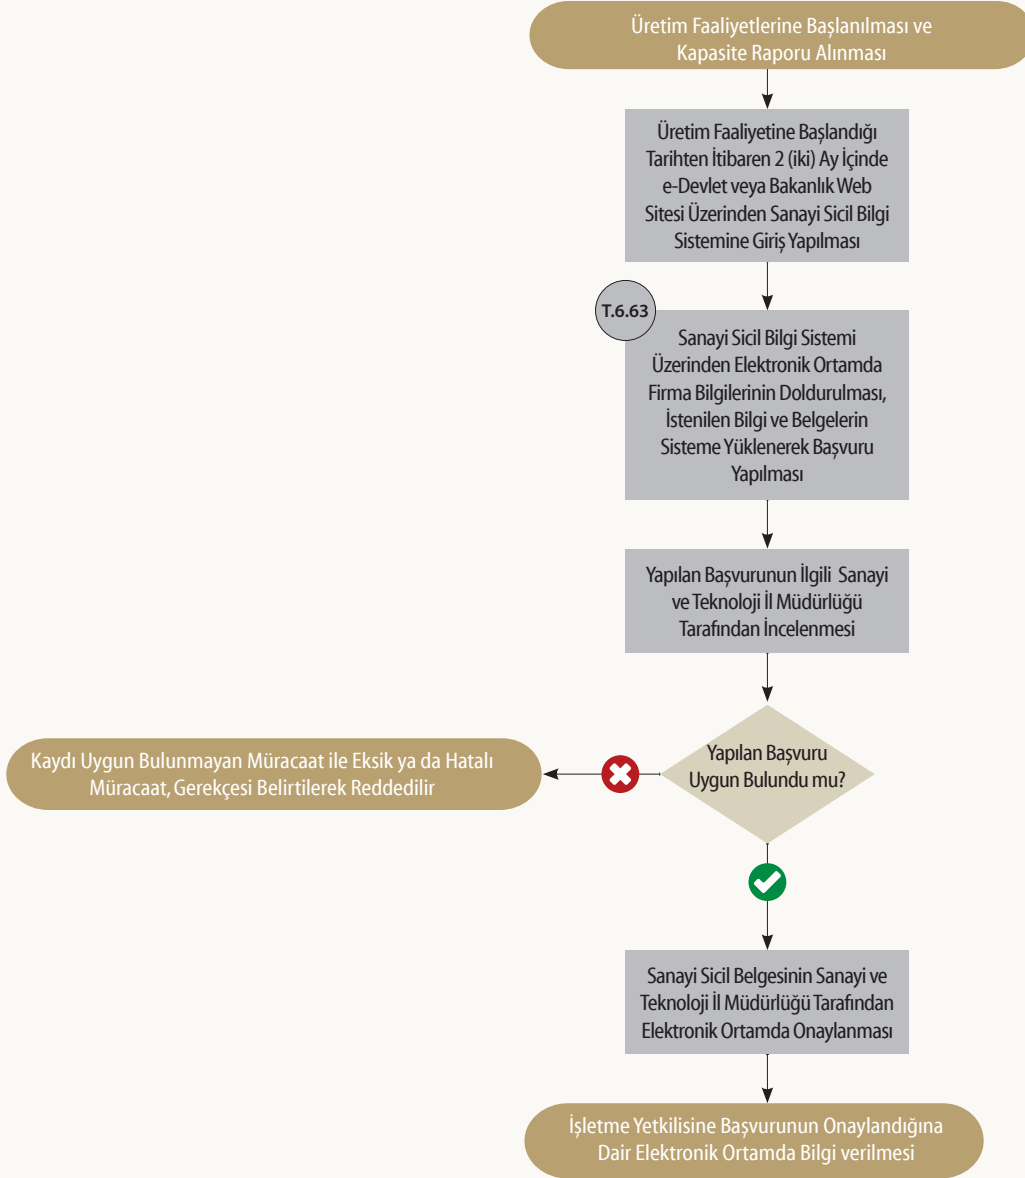 Üretim Faaliyetlerine Başlanılması ve
Kapasite Raporu Alınması
Üretim Faaliyetine Başlandığı
Tarihten İtibaren 2 (iki) Ay İçinde
e-Devlet veya Bakanlık Web
Sitesi Üzerinden Sanayi Sicil Bilgi
Sistemine Giriş Yapılması
T.6.63
Sanayi Sicil Bilgi Sistemi
Üzerinden Elektronik Ortamda
Firma Bilgilerinin Doldurulması,
İstenilen Bilgi ve Belgelerin
Sisteme Yüklenerek Başvuru
Yapılması
Yapılan Başvurunun İlgili Sanayi
ve Teknoloji İl Müdürlüğü
Tarafından İncelenmesi
Yapılan Başvuru
Uygun Bulundu mu?
Kaydı Uygun Bulunmayan Müracaat ile Eksik ya da Hatalı
Müracaat, Gerekçesi Belirtilerek Reddedilir
Sanayi Sicil Belgesinin Sanayi ve
Teknoloji İl Müdürlüğü Tarafından
Elektronik Ortamda Onaylanması
İşletme Yetkilisine Başvurunun Onaylandığına
Dair Elektronik Ortamda Bilgi verilmesi